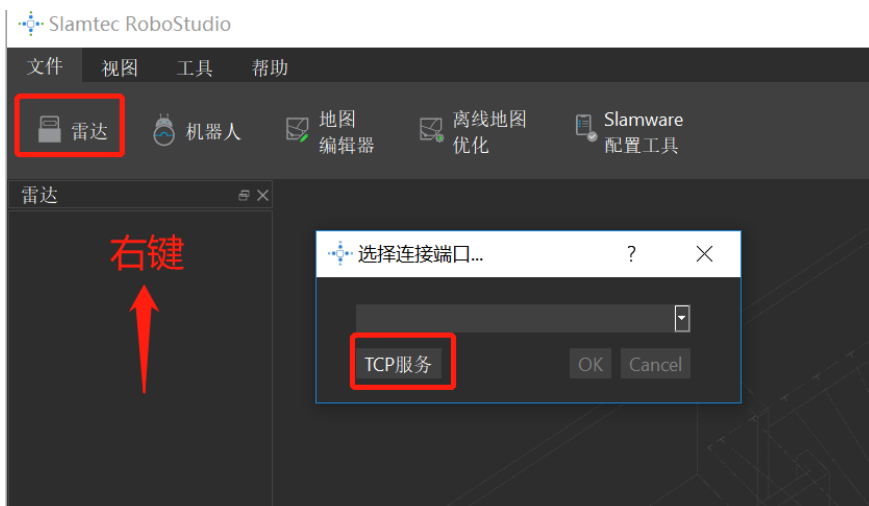 Slamtec RoboStudio
文件 视图 工具 帮助
雷达 机器人 地图 编辑器 离线地图 优化 Slamware 配置工具
雷达
右键
选择连接端口... ?
TCP服务 OK Cancel